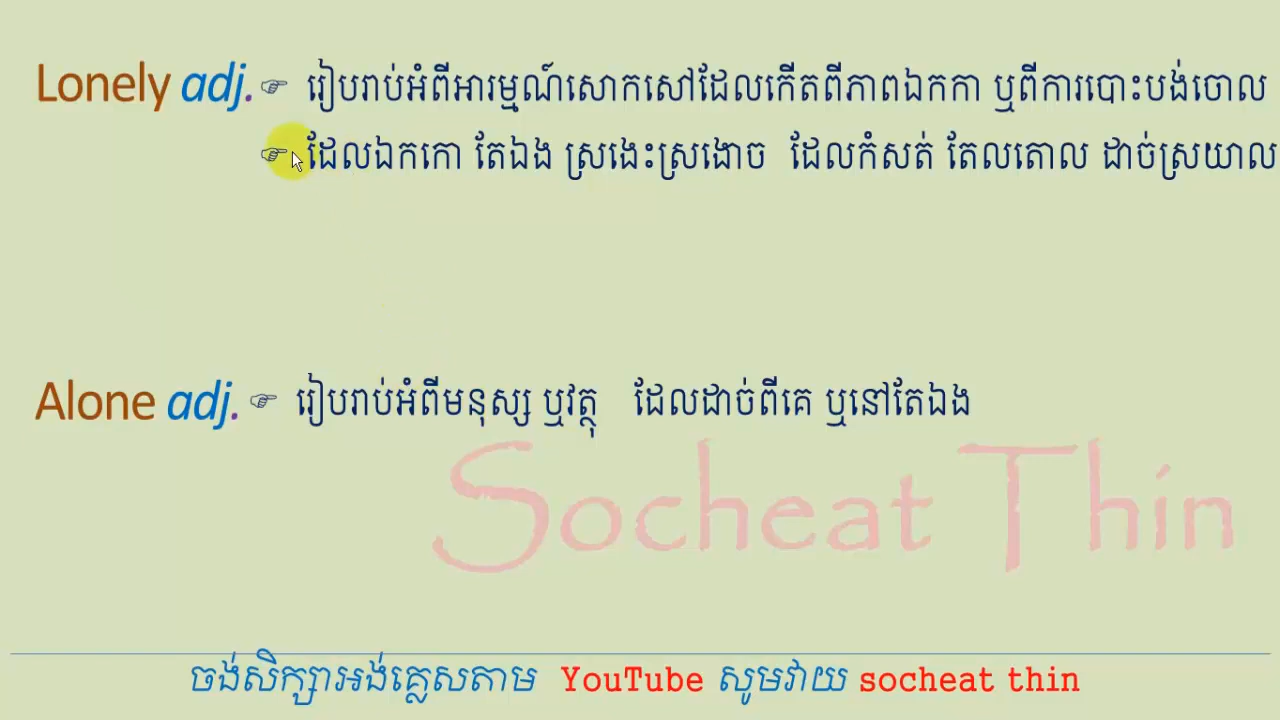 Lonely adj. ☞ រៀបរាប់អំពីអារម្មណ៍សោកសៅដែលកើតពីភាពឯកកា ឬពីការបោះបង់ចោល
☞ ដែលឯកកោ តែឯង ស្រងេះស្រងោច ដែលកំសត់ តែលតោល ដាច់ស្រយាល
Alone adj. ☞ រៀបរាប់អំពីមនុស្ស ឬវត្ថុ ដែលដាច់ពីគេ ឬនៅតែឯង
Socheat Thin
ចង់សិក្សាអង់គ្លេសតាម YouTube សូមវាយ socheat thin